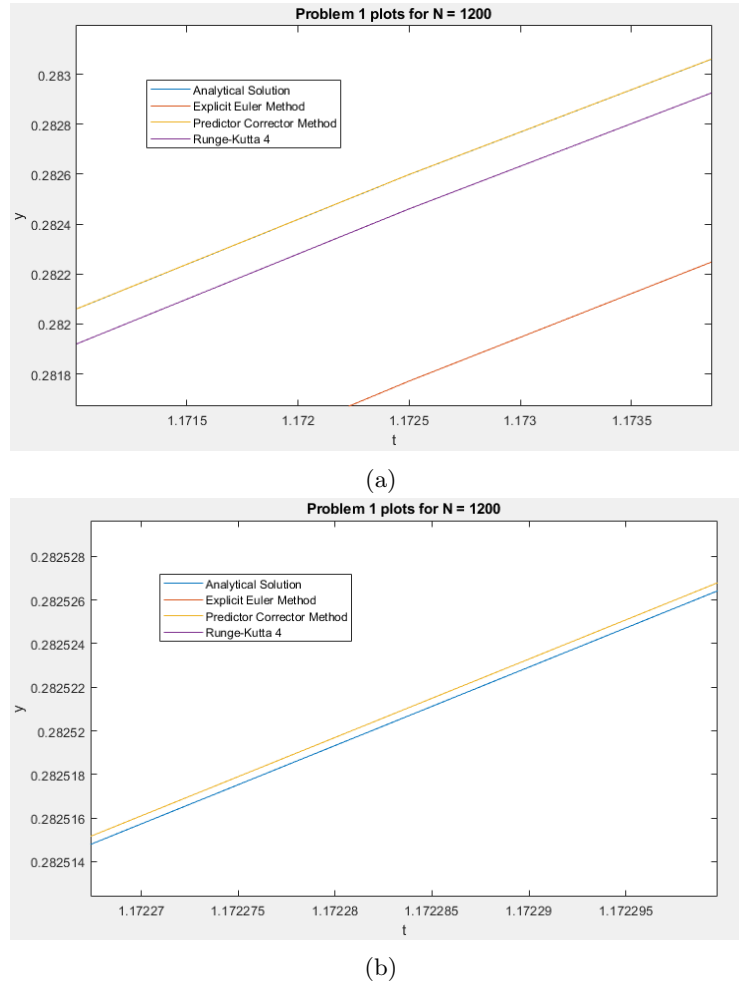 Problem 1 plots for N = 1200
0.283
0.2828
0.2826
0.2824
0.2822
0.282
0.2818
y
Analytical Solution
Explicit Euler Method
Predictor Corrector Method
Runge-Kutta 4
1.1715 1.172 1.1725 1.173 1.1735
t
(a)
Problem 1 plots for N = 1200
0.282528
0.282526
0.282524
0.282522
0.28252
0.282518
0.282516
0.282514
y
Analytical Solution
Explicit Euler Method
Predictor Corrector Method
Runge-Kutta 4
1.17227 1.172275 1.17228 1.172285 1.17229 1.172295
t
(b)